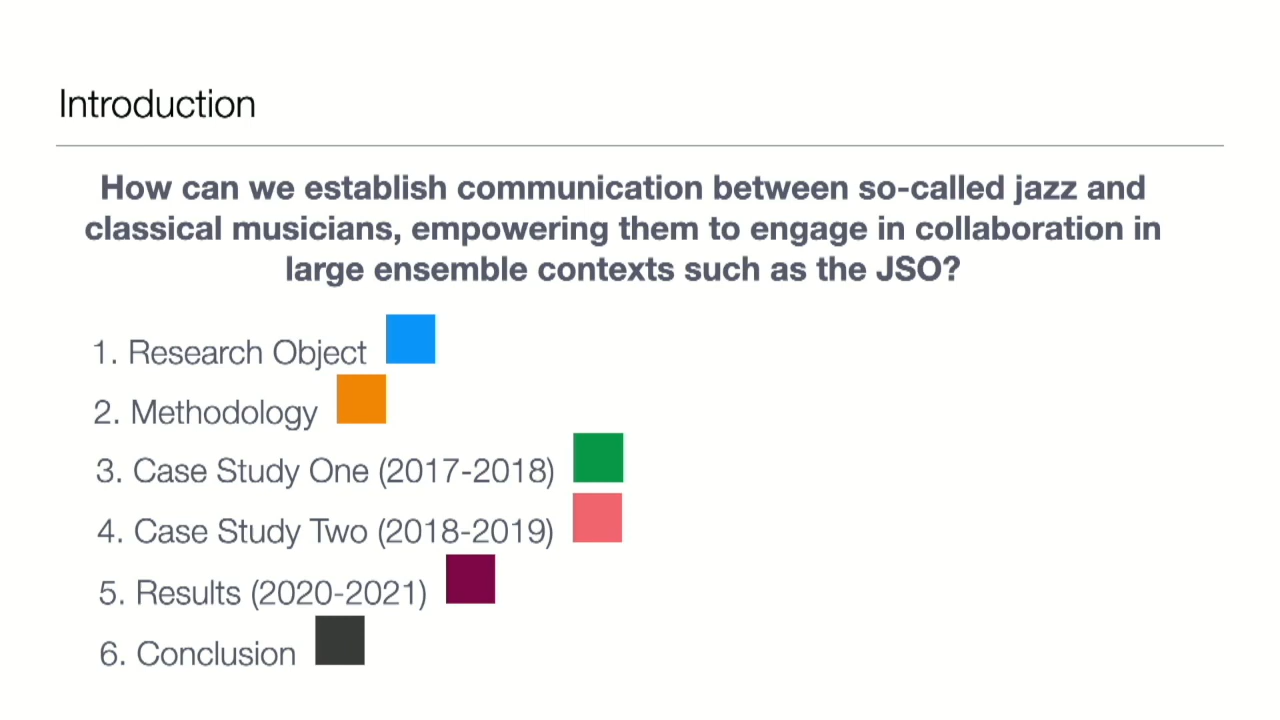 Introduction
How can we establish communication between so-called jazz and
classical musicians, empowering them to engage in collaboration in
large ensemble contexts such as the JSO?
1. Research Object
2. Methodology
3. Case Study One (2017-2018)
4. Case Study Two (2018-2019)
5. Results (2020-2021)
6. Conclusion